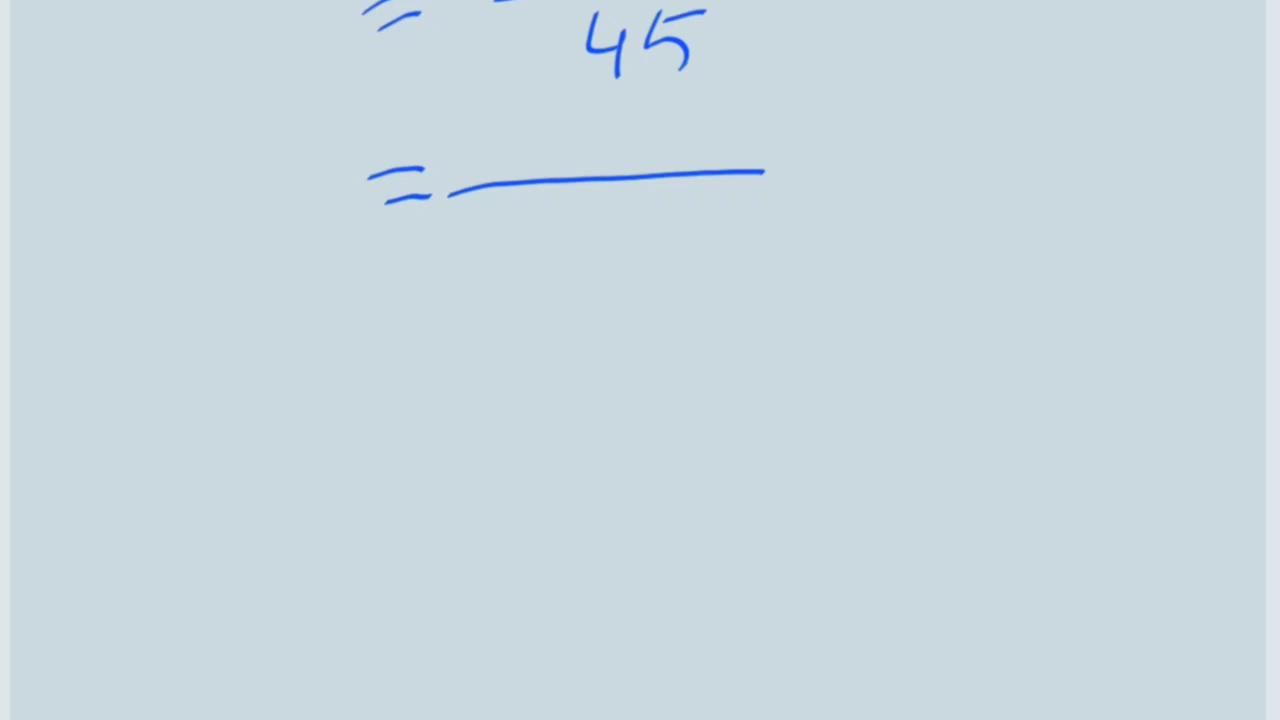 = 45
=